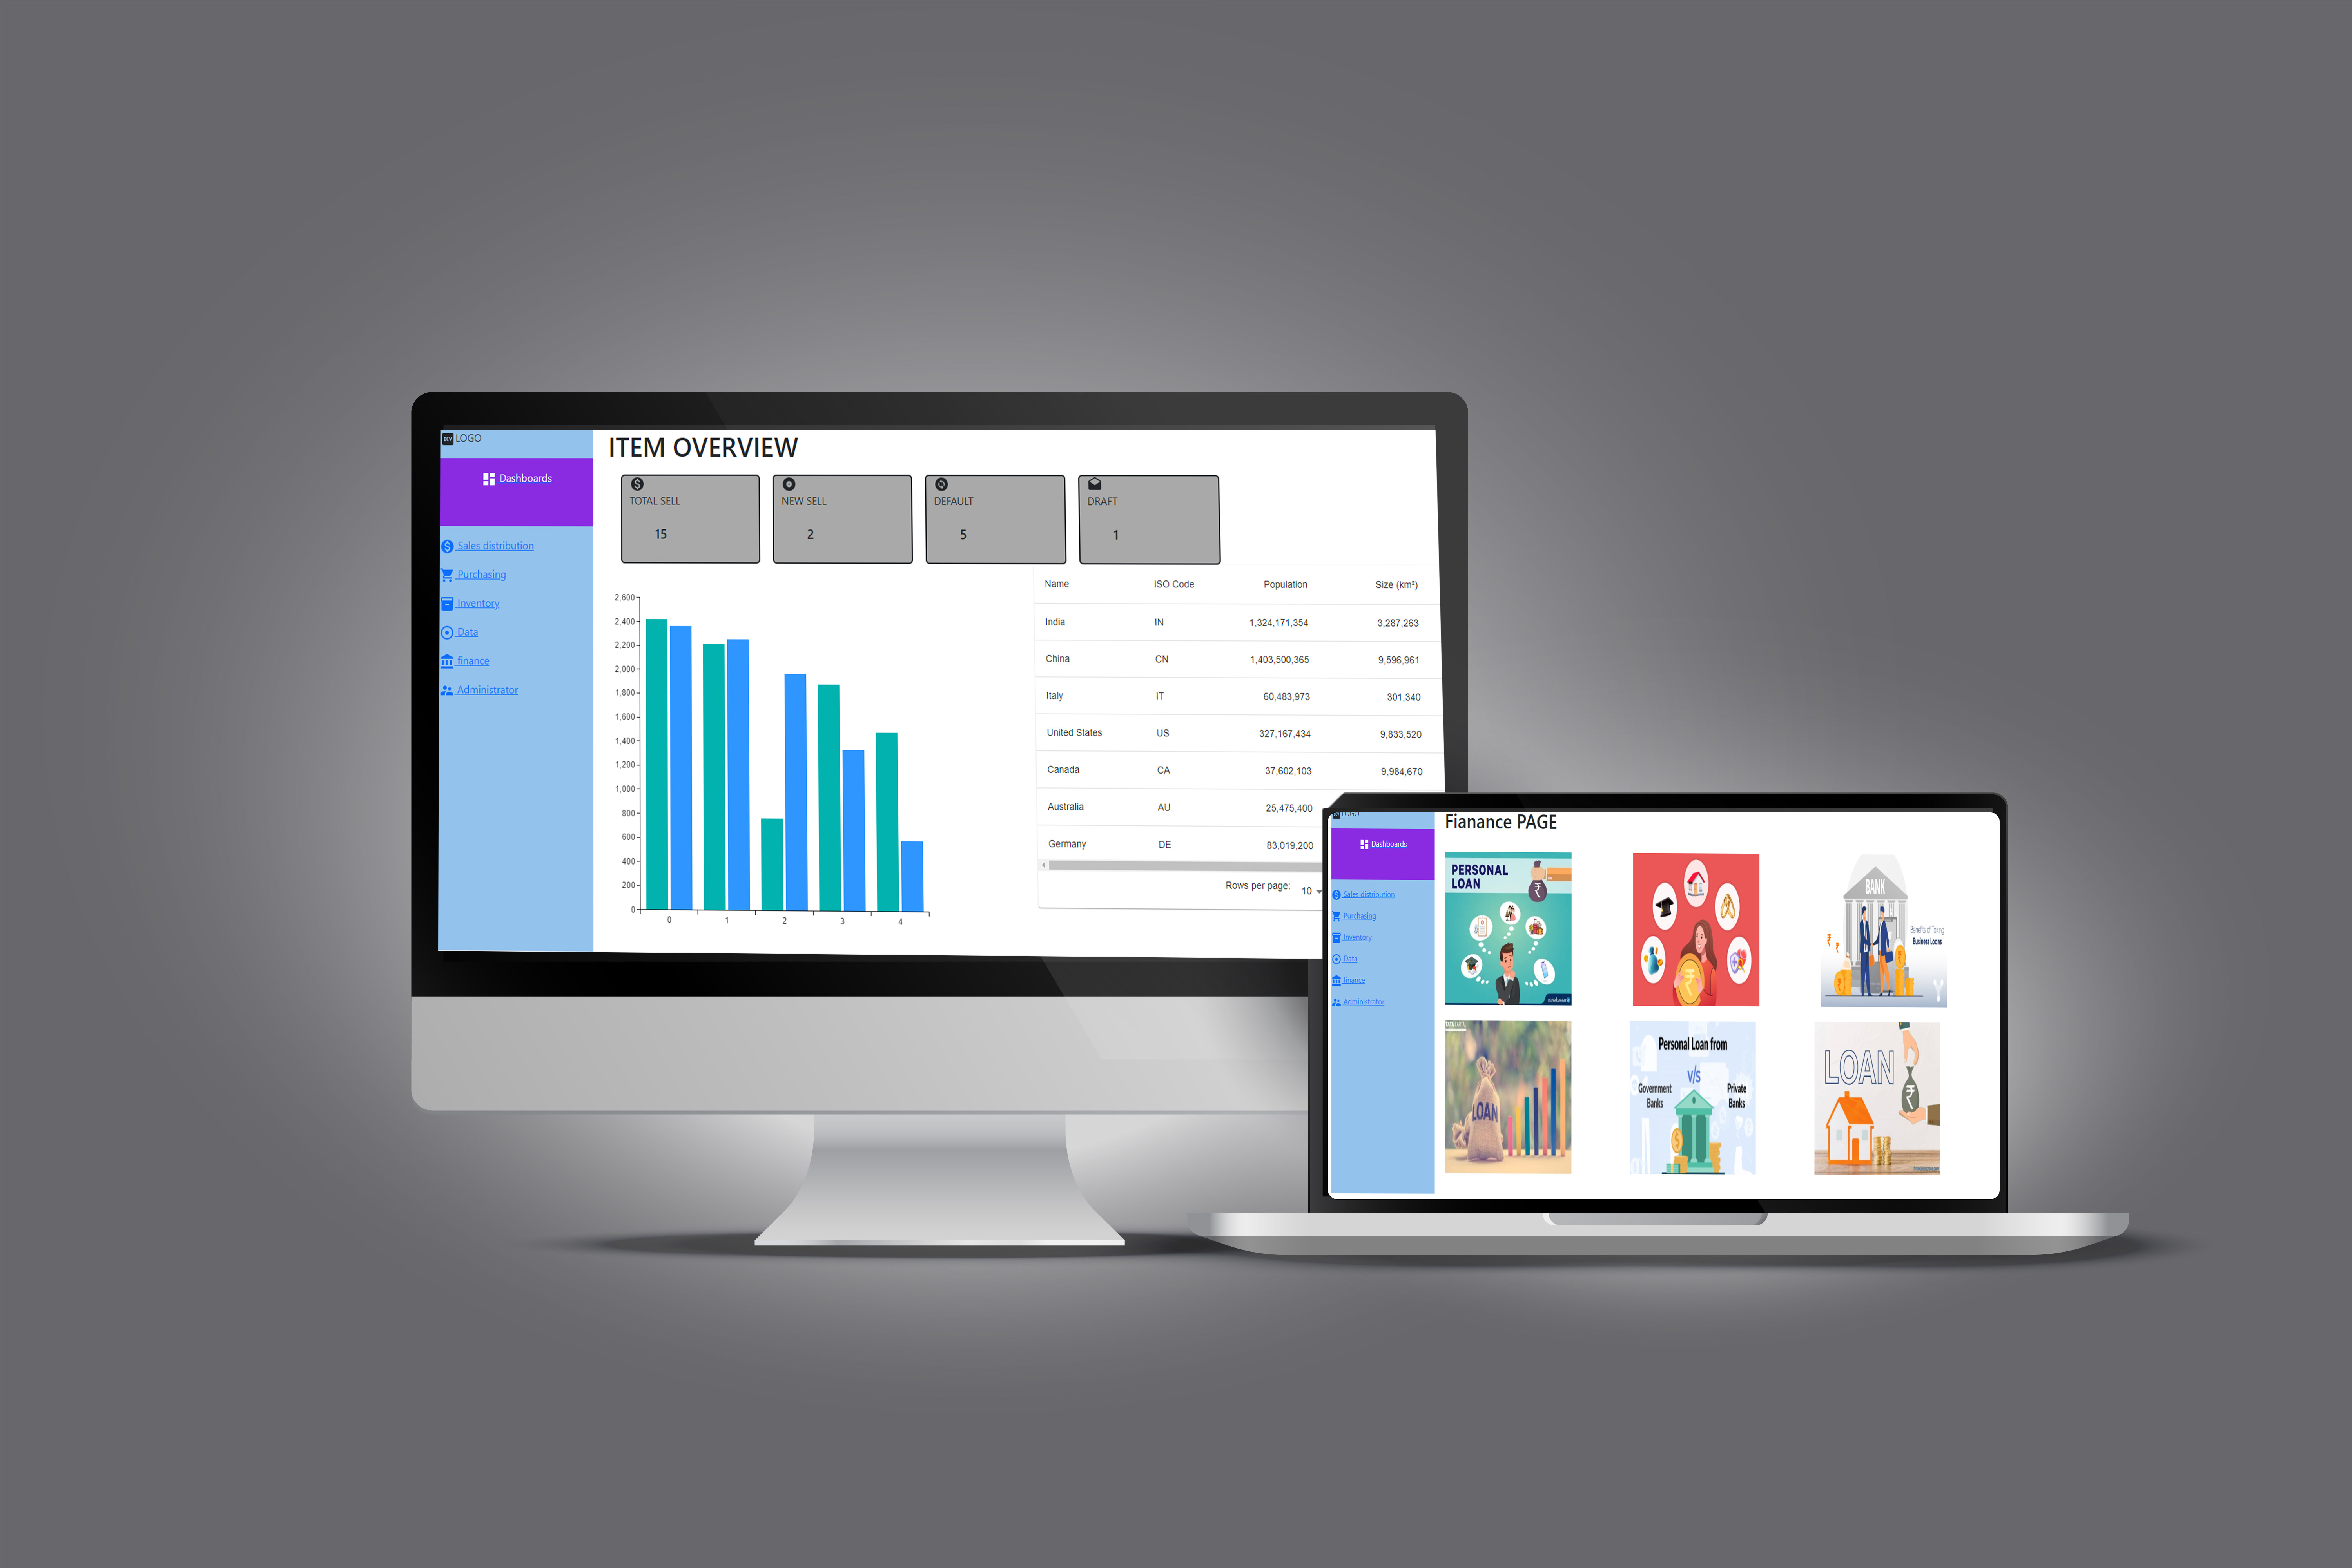 LOGO
Dashboards
Sales distribution
Purchasing
Inventory
Data
finance
Administrator
ITEM OVERVIEW
TOTAL SELL
15
NEW SELL
2
DEFAULT
5
DRAFT
1
2,600
2,400
2,200
2,000
1,800
1,600
1,400
1,200
1,000
800
600
400
200
0
0 1 2 3 4
Name ISO Code Population Size (km²)
India IN 1,324,171,354 3,287,263
China CN 1,403,500,365 9,596,961
Italy IT 60,483,973 301,340
United States US 327,167,434 9,833,520
Canada CA 37,602,103 9,984,670
Australia AU 25,475,400
Germany DE 83,019,200
Rows per page: 10
LOGO
Dashboards
Sales distribution
Purchasing
Inventory
Data
finance
Administrator
Fianance PAGE
PERSONAL
LOAN
BANK
Benefits of Taking
Business Loans
LOAN
Personal Loan from
V/S
Government
Banks
Private
Banks
LOAN